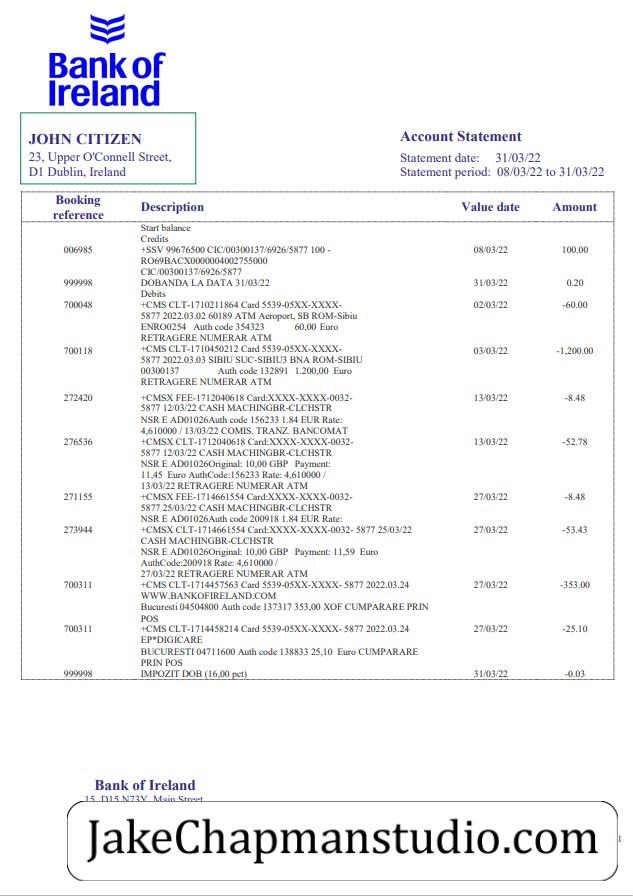 Bank of
Ireland
JOHN CITIZEN
23, Upper O'Connell Street,
D1 Dublin, Ireland
Account Statement
Statement date: 31/03/22
Statement period: 08/03/22 to 31/03/22
Booking reference Description Value date Amount
Start balance
Credits
006985 +SSV 99676500 CIC/00300137/6926/5877 100 - 08/03/22 100.00
RO69BACX0000004002755000
CIC/00300137/6926/5877
999998 DOBANDA LA DATA 31/03/22 31/03/22 0.20
Debits
700048 +CMS CLT-1710211864 Card 5539-05XX-XXXX- 02/03/22 -60.00
5877 2022.03.02 60189 ATM Aeroport, SB ROM-Sibiu
ENRO0254 Auth code 354323 60,00 Euro
RETRAGERE NUMERAR ATM
700118 +CMS CLT-1710450212 Card 5539-05XX-XXXX- 03/03/22 -1,200.00
5877 2022.03.03 SIBIU SUC-SIBIU3 BNA ROM-SIBIU
00300137 Auth code 132891 1.200,00 Euro
RETRAGERE NUMERAR ATM
272420 +CMSX FEE-1712040618 Card:XXXX-XXXX-0032- 13/03/22 -8.48
5877 12/03/22 CASH MACHINGBR-CLCHSTR
NSR E AD01026Auth code 156233 1.84 EUR Rate:
4,610000 / 13/03/22 COMIS. TRANZ. BANCOMAT
276536 +CMSX CLT-1712040618 Card:XXXX-XXXX-0032- 13/03/22 -52.78
5877 12/03/22 CASH MACHINGBR-CLCHSTR
NSR E AD01026Original: 10,00 GBP Payment:
11,45 Euro AuthCode:156233 Rate: 4,610000 /
13/03/22 RETRAGERE NUMERAR ATM
271155 +CMSX FEE-1714661554 Card:XXXX-XXXX-0032- 27/03/22 -8.48
5877 25/03/22 CASH MACHINGBR-CLCHSTR
NSR E AD01026Auth code 200918 1.84 EUR Rate:
273944 +CMSX CLT-1714661554 Card:XXXX-XXXX-0032- 5877 25/03/22 27/03/22 -53.43
CASH MACHINGBR-CLCHSTR
NSR E AD01026Original: 10,00 GBP Payment: 11,59 Euro
AuthCode:200918 Rate: 4,610000 /
27/03/22 RETRAGERE NUMERAR ATM
700311 +CMS CLT-1714457563 Card 5539-05XX-XXXX- 5877 2022.03.24 27/03/22 -353.00
WWW.BANKOFIRELAND.COM
Bucuresti 04504800 Auth code 137317 353,00 XOF CUMPARARE PRIN
POS
700311 +CMS CLT-1714458214 Card 5539-05XX-XXXX- 5877 2022.03.24 27/03/22 -25.10
EP*DIGICARE
BUCURESTI 04711600 Auth code 138833 25,10 Euro CUMPARARE
PRIN POS
999998 IMPOZIT DOB (16,00 pct) 31/03/22 -0.03
Bank of Ireland
15, D15 N73Y, Main Street
JakeChapmanstudio.com
1